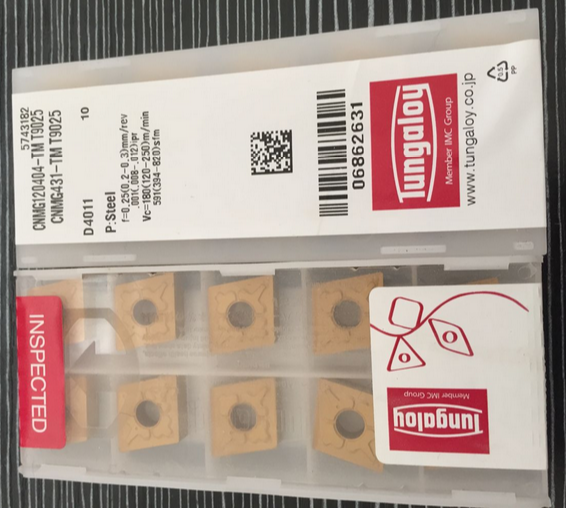 5743182
CNMG120404-TM T9025
CNMG431-TM T9025
10
D4011
P:Steel
f=0.25(0.2-0.3)mm/rev
.001(.008-.012)ipr
Vc=180(120-250)m/min
591(394-820)sfm
06862631
Tungaloy
Member IMC Group
www.tungaloy.co.jp
05
PP
INSPECTED
Member IMC Group
Tungaloy